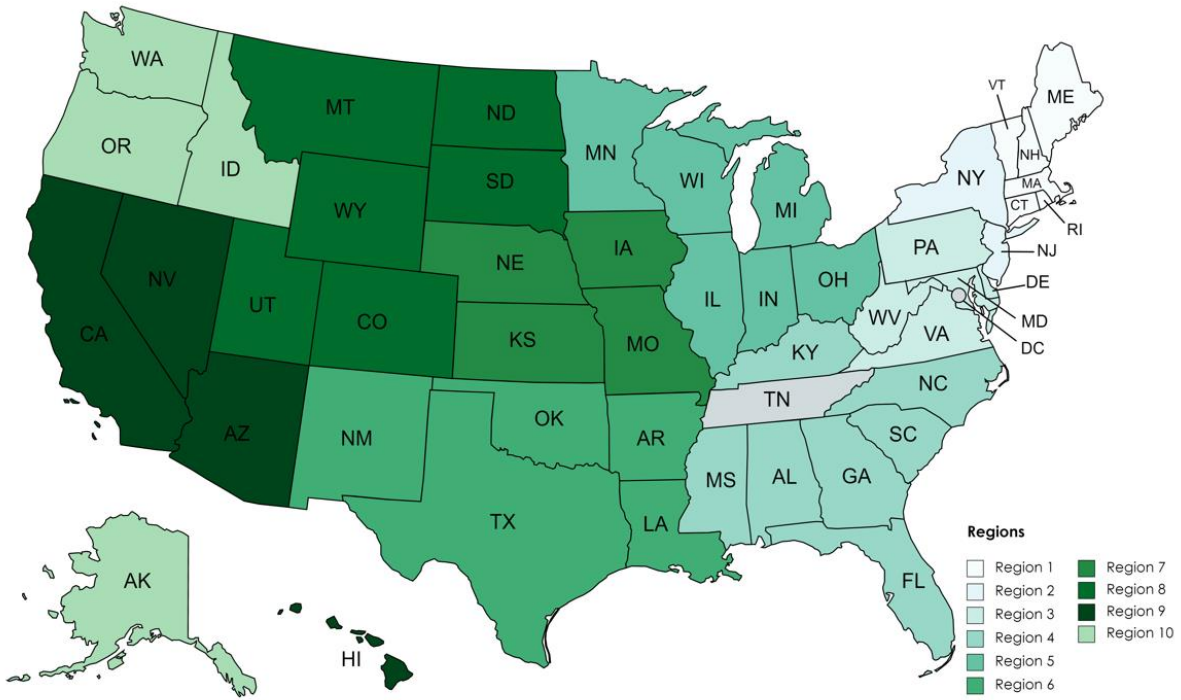 WA
OR
ID
MT
ND
SD
WY
MN
WI
MI
VT
ME
NH
NY
MA
CT
RI
NJ
PA
DE
MD
DC
CA
NV
UT
CO
NE
IA
KS
MO
IL
IN
OH
WV
VA
KY
TN
NC
AZ
NM
OK
AR
SC
MS
AL
GA
TX
LA
FL
AK
HI
Regions
Region 1
Region 2
Region 3
Region 4
Region 5
Region 6
Region 7
Region 8
Region 9
Region 10